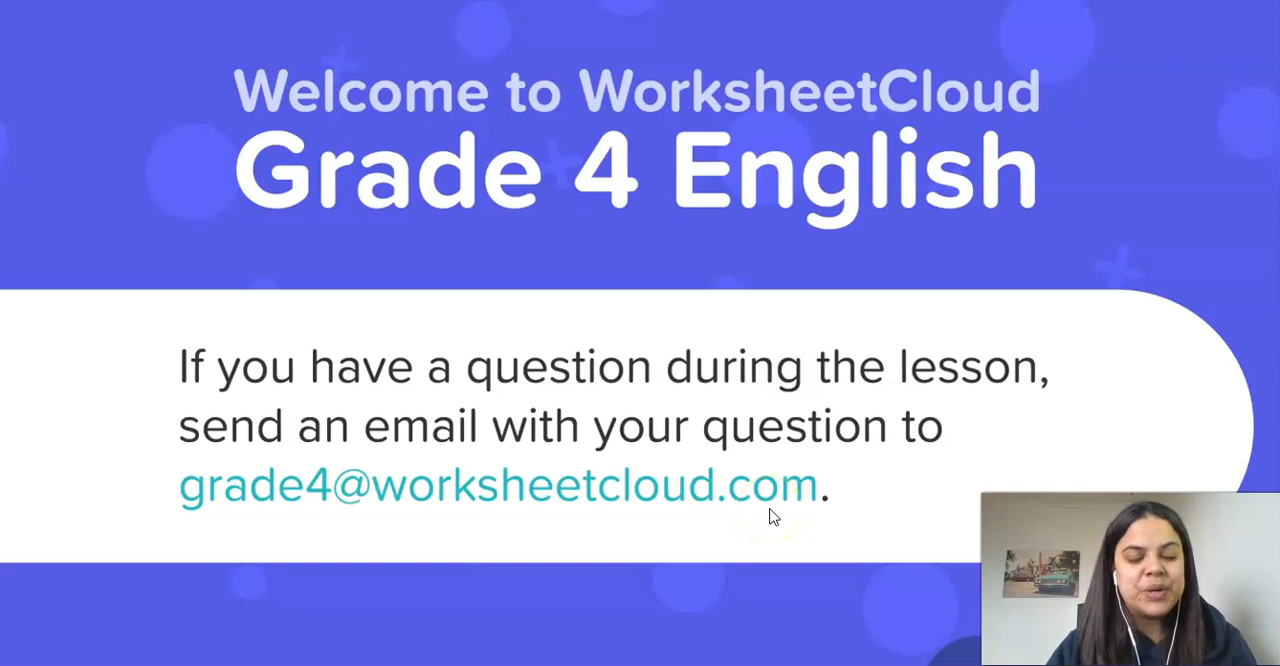 Welcome to WorksheetCloud
Grade 4 English
If you have a question during the lesson,
send an email with your question to
grade4@worksheetcloud.com.